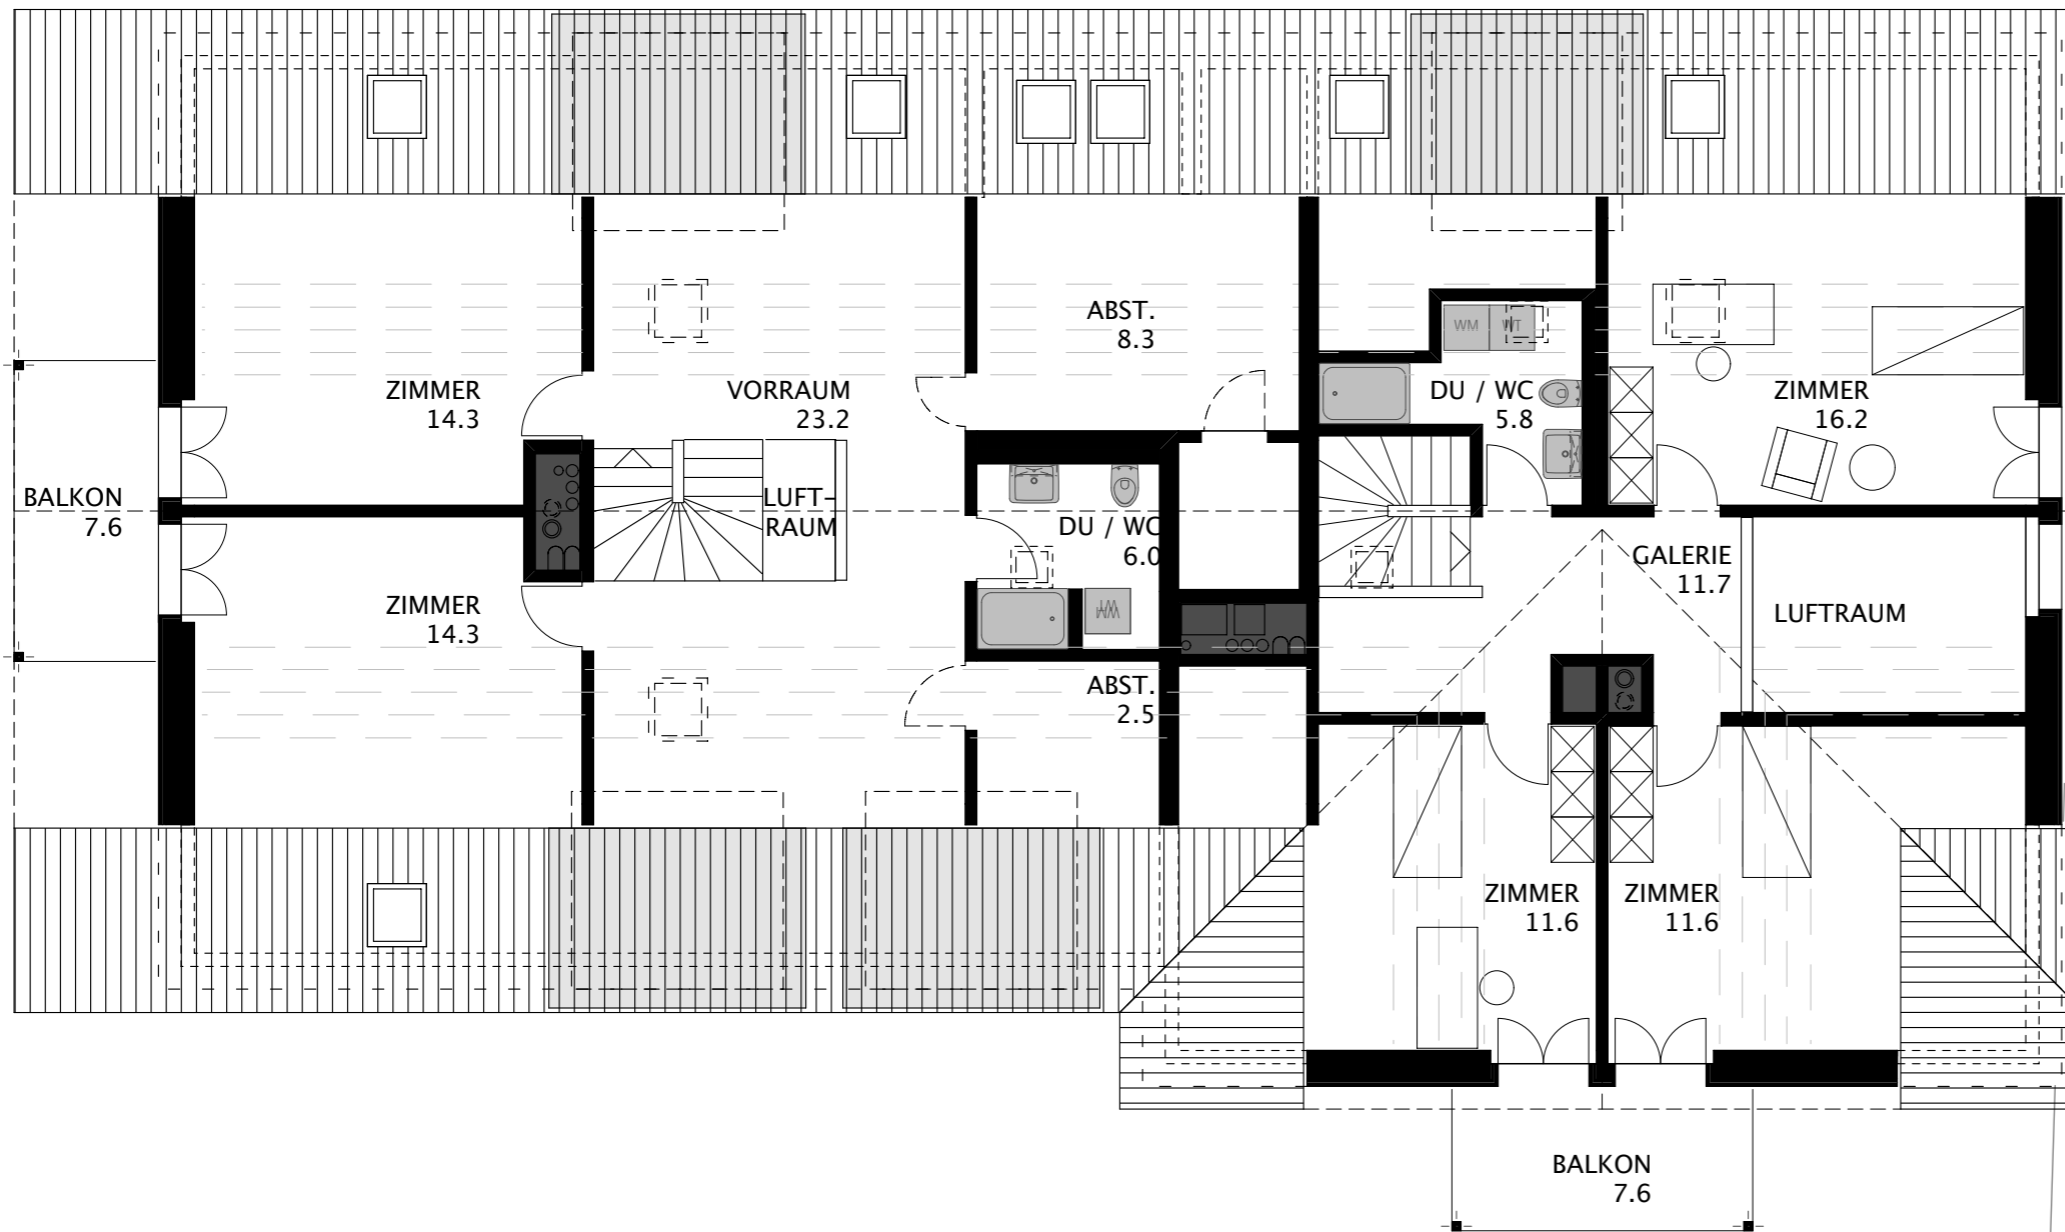 ABST.
8.3
WM
WT
ZIMMER
14.3
VORRAUM
23.2
DU / WC
5.8
ZIMMER
16.2
BALKON
7.6
LUFT-
RAUM
DU / WC
6.0
GALERIE
11.7
ZIMMER
14.3
WM
LUFTRAUM
ABST.
2.5
ZIMMER
11.6
ZIMMER
11.6
BALKON
7.6